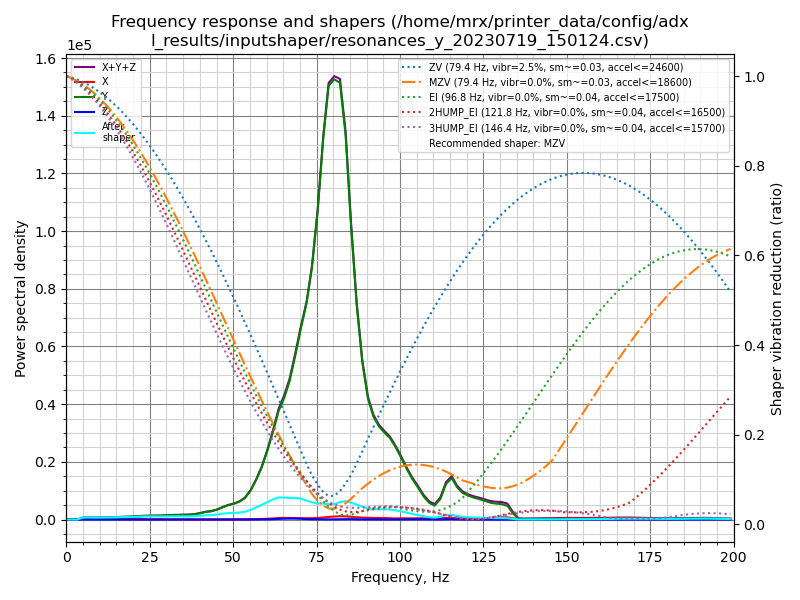 Frequency response and shapers (/home/mrx/printer_data/config/adx
l_results/inputshaper/resonances_y_20230719_150124.csv)
1e5
X+Y+Z
X
Y
Z
After
shaper
ZV (79.4 Hz, vibr=2.5%, sm~=0.03, accel<=24600)
MZV (79.4 Hz, vibr=0.0%, sm~=0.03, accel<=18600)
EI (96.8 Hz, vibr=0.0%, sm~=0.04, accel<=17500)
2HUMP_EI (121.8 Hz, vibr=0.0%, sm~=0.04, accel<=16500)
3HUMP_EI (146.4 Hz, vibr=0.0%, sm~=0.04, accel<=15700)
Recommended shaper: MZV
Power spectral density
1.6
1.4
1.2
1.0
0.8
0.6
0.4
0.2
0.0
1.0
0.8
0.6
0.4
0.2
0.0
Shaper vibration reduction (ratio)
0 25 50 75 100 125 150 175 200
Frequency, Hz